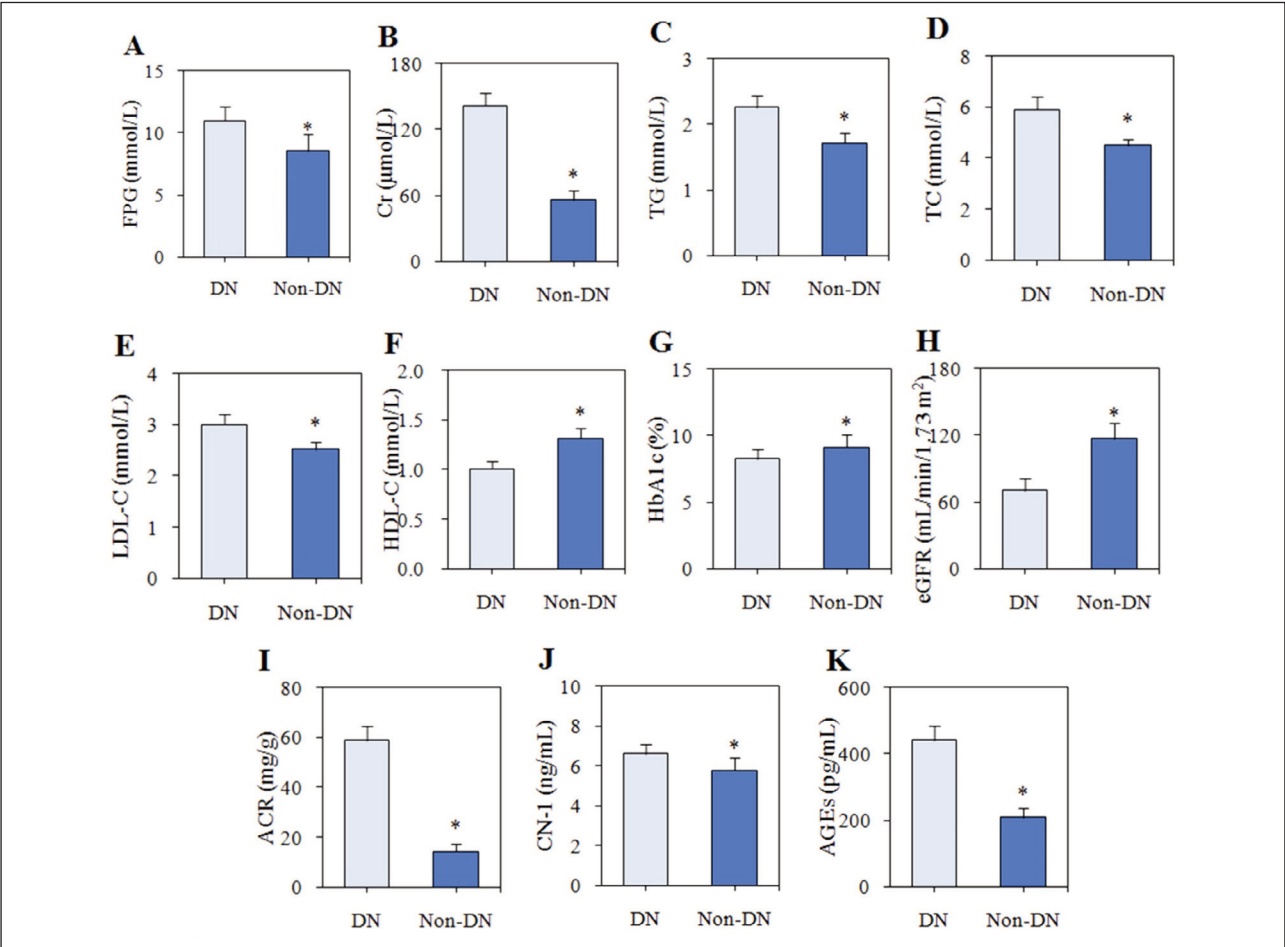 A
FPG (mmol/L)
15
10
5
0
*
DN Non-DN
B
Cr (μmol/L)
180
120
60
0
*
DN Non-DN
C
TG (mmol/L)
3
2
1
0
*
DN Non-DN
D
TC (mmol/L)
8
6
4
2
0
*
DN Non-DN
E
LDL-C (mmol/L)
4
3
2
1
0
*
DN Non-DN
F
HDL-C (mmol/L)
2.0
1.5
1.0
0.5
0.0
*
DN Non-DN
G
HbA1c (%)
15
10
5
0
*
DN Non-DN
H
eGFR (mL/min/1.73 m²)
180
120
60
0
*
DN Non-DN
I
ACR (mg/g)
80
60
40
20
0
*
DN Non-DN
J
CN-1 (ng/mL)
10
8
6
4
2
0
*
DN Non-DN
K
AGEs (pg/mL)
600
400
200
0
*
DN Non-DN